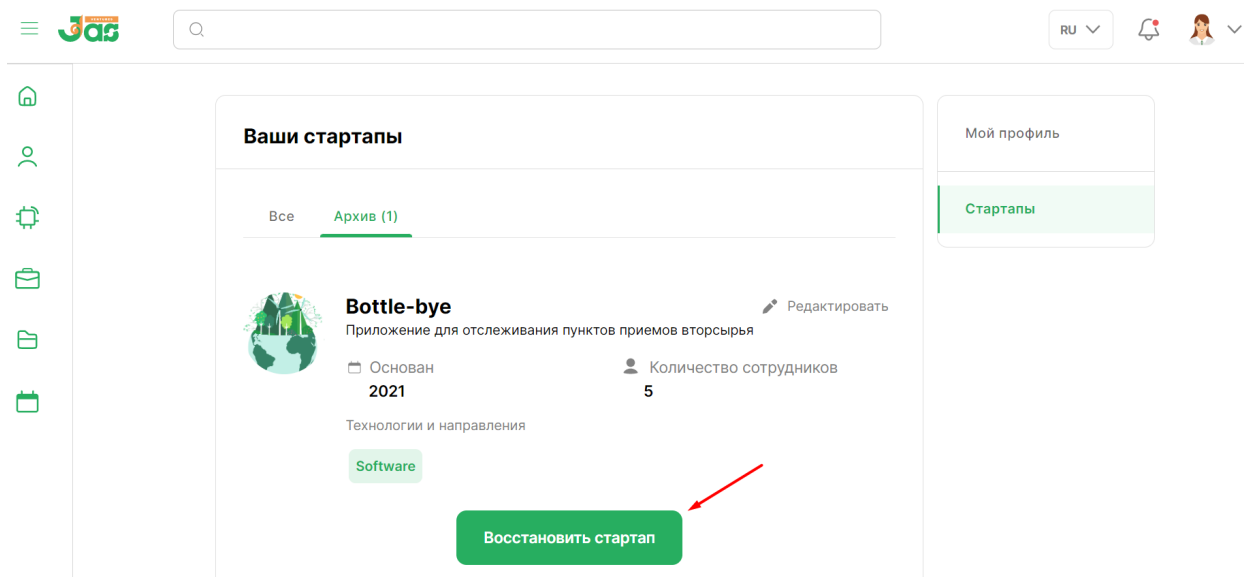 Jas
RU
Ваши стартапы
Мой профиль
Все
Архив (1)
Стартапы
Bottle-bye
Редактировать
Приложение для отслеживания пунктов приемов вторсырья
Основан
Количество сотрудников
2021
5
Технологии и направления
Software
Восстановить стартап